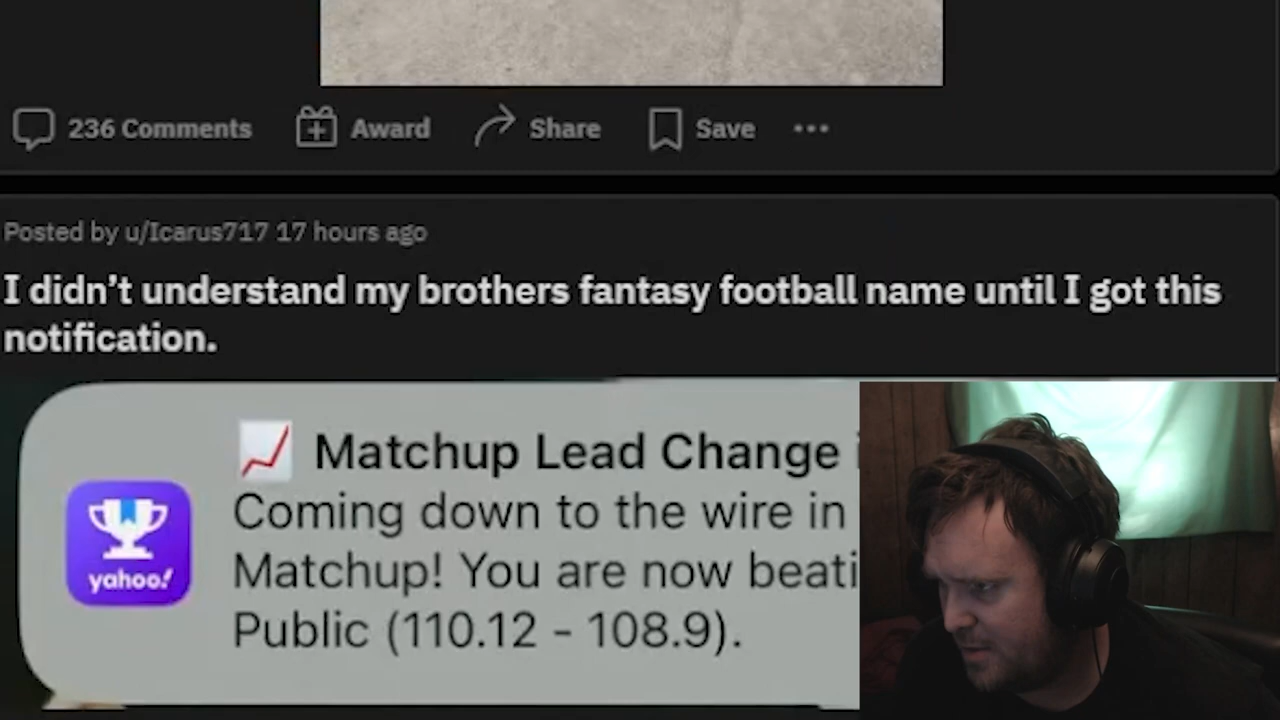 236 Comments Award Share Save
Posted by u/Icarus717 17 hours ago
I didn't understand my brothers fantasy football name until I got this
notification.
Matchup Lead Change
Coming down to the wire in
yahoo!
Matchup! You are now beati
Public (110.12 - 108.9).